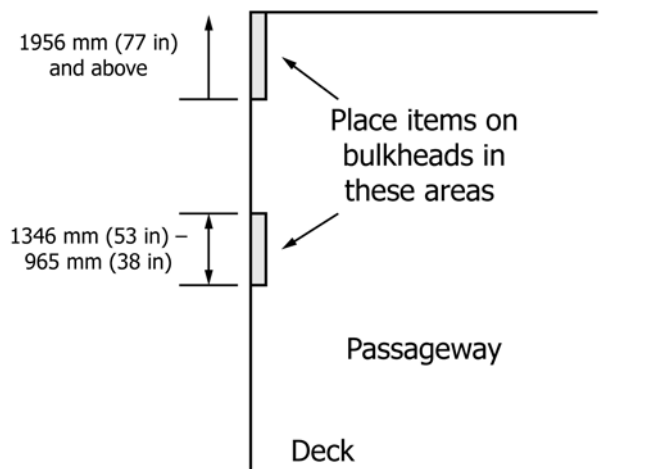 1956 mm (77 in)
and above
Place items on
bulkheads in
these areas
1346 mm (53 in) –
965 mm (38 in)
Passageway
Deck